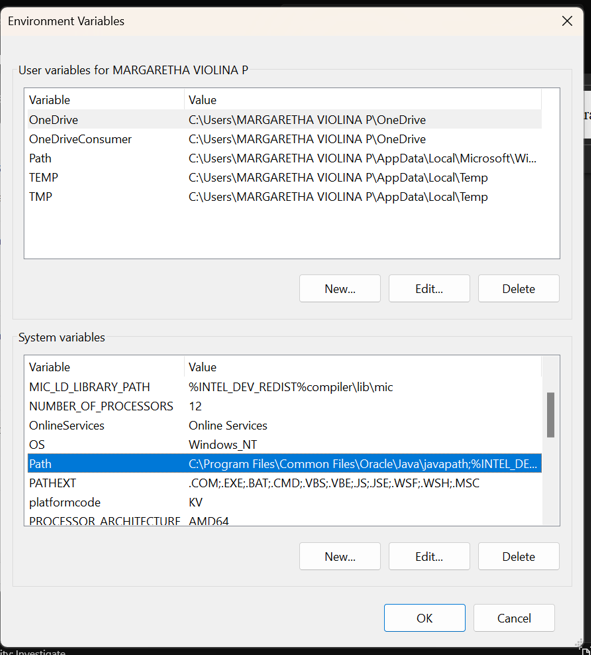 Environment Variables
User variables for MARGARETHA VIOLINA P
Variable Value
OneDrive C:\Users\MARGARETHA VIOLINA P\OneDrive
OneDriveConsumer C:\Users\MARGARETHA VIOLINA P\OneDrive
Path C:\Users\MARGARETHA VIOLINA P\AppData\Local\Microsoft\Wi...
TEMP C:\Users\MARGARETHA VIOLINA P\AppData\Local\Temp
TMP C:\Users\MARGARETHA VIOLINA P\AppData\Local\Temp
New... Edit... Delete
System variables
Variable Value
MIC_LD_LIBRARY_PATH %INTEL_DEV_REDIST%compiler\lib\mic
NUMBER_OF_PROCESSORS 12
OnlineServices Online Services
OS Windows_NT
Path C:\Program Files\Common Files\Oracle\Java\javapath;%INTEL_DE...
PATHEXT .COM;.EXE;.BAT;.CMD;.VBS;.VBE;.JS;.JSE;.WSF;.WSH;.MSC
platformcode KV
PROCESSOR_ARCHITECTURE AMD64
New... Edit... Delete
OK Cancel
ity: Investigate